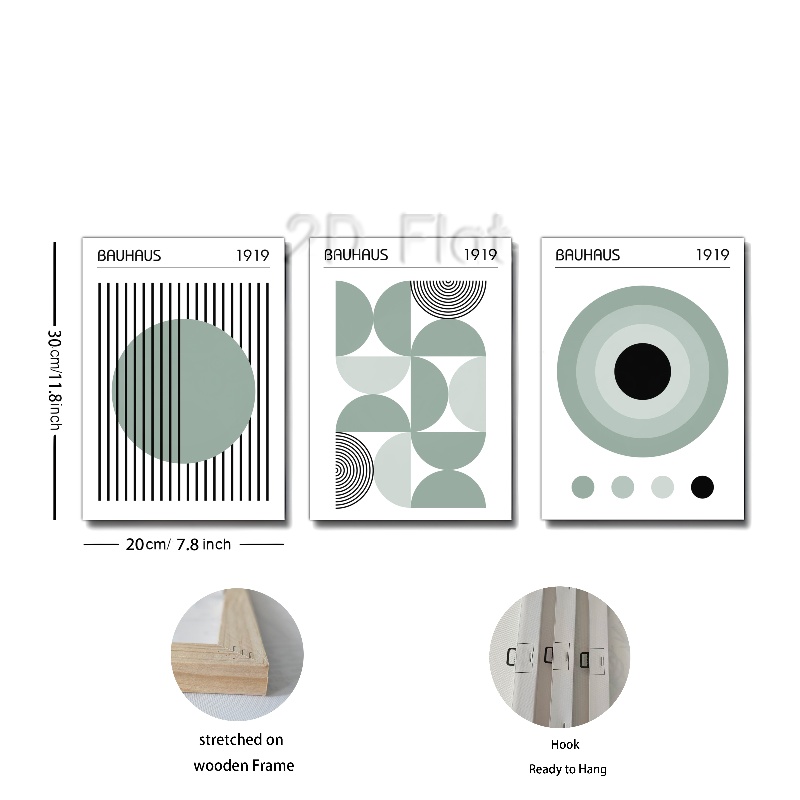 2D Flat
BAUHAUS 1919
BAUHAUS 1919
BAUHAUS 1919
30cm/11.8inch
20cm/ 7.8 inch
stretched on
wooden Frame
Hook
Ready to Hang